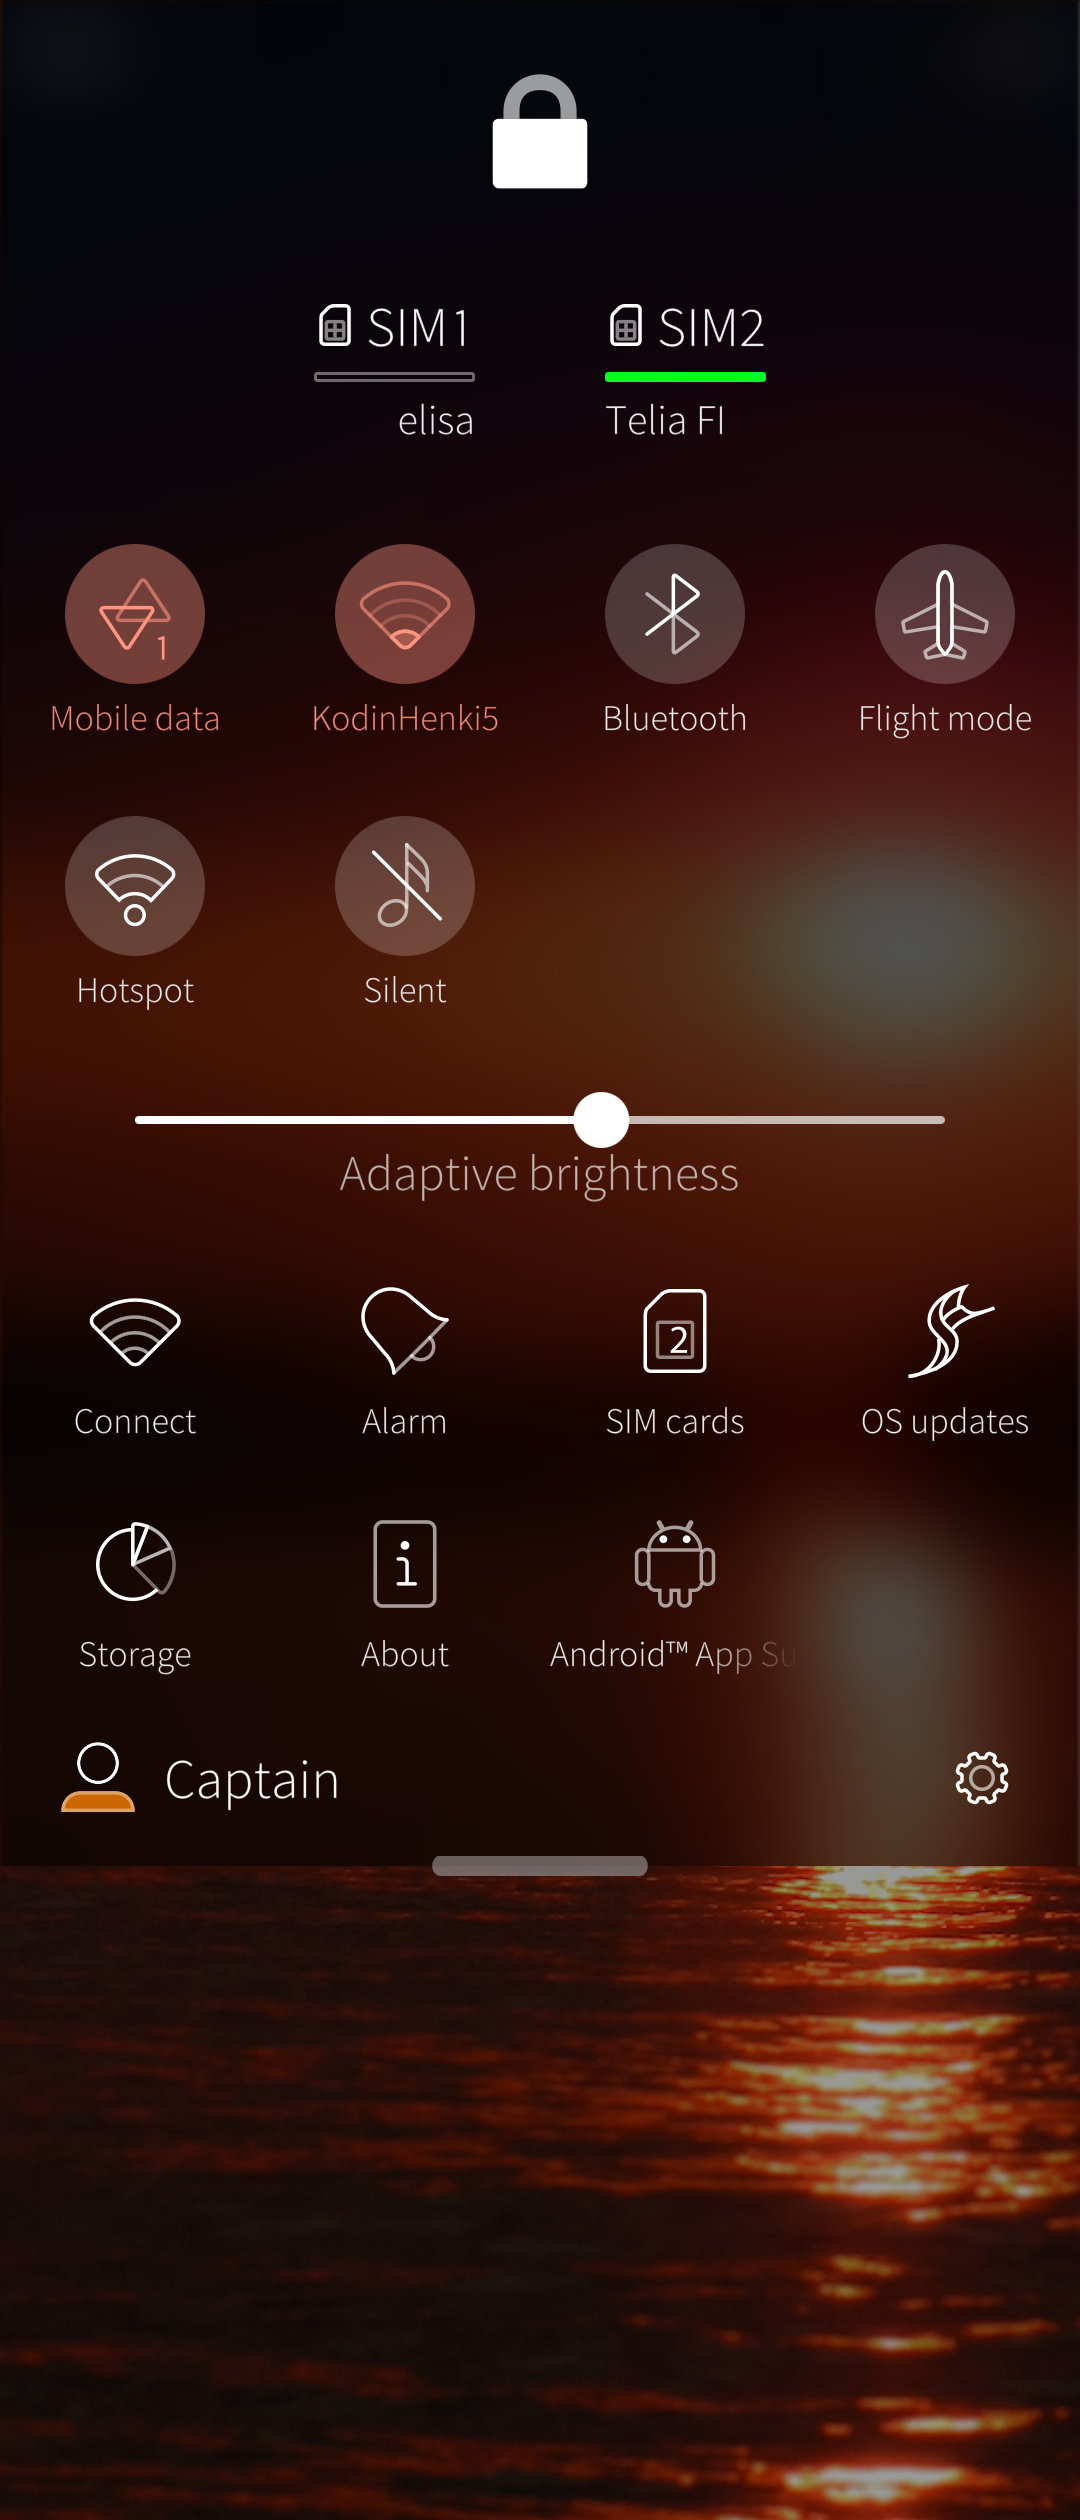 SIM1
SIM2
elisa
Telia FI
1
Mobile data
KodinHenki5
Bluetooth
Flight mode
Hotspot
Silent
Adaptive brightness
2
Connect
Alarm
SIM cards
OS updates
i
Storage
About
Android™ App Su
Captain